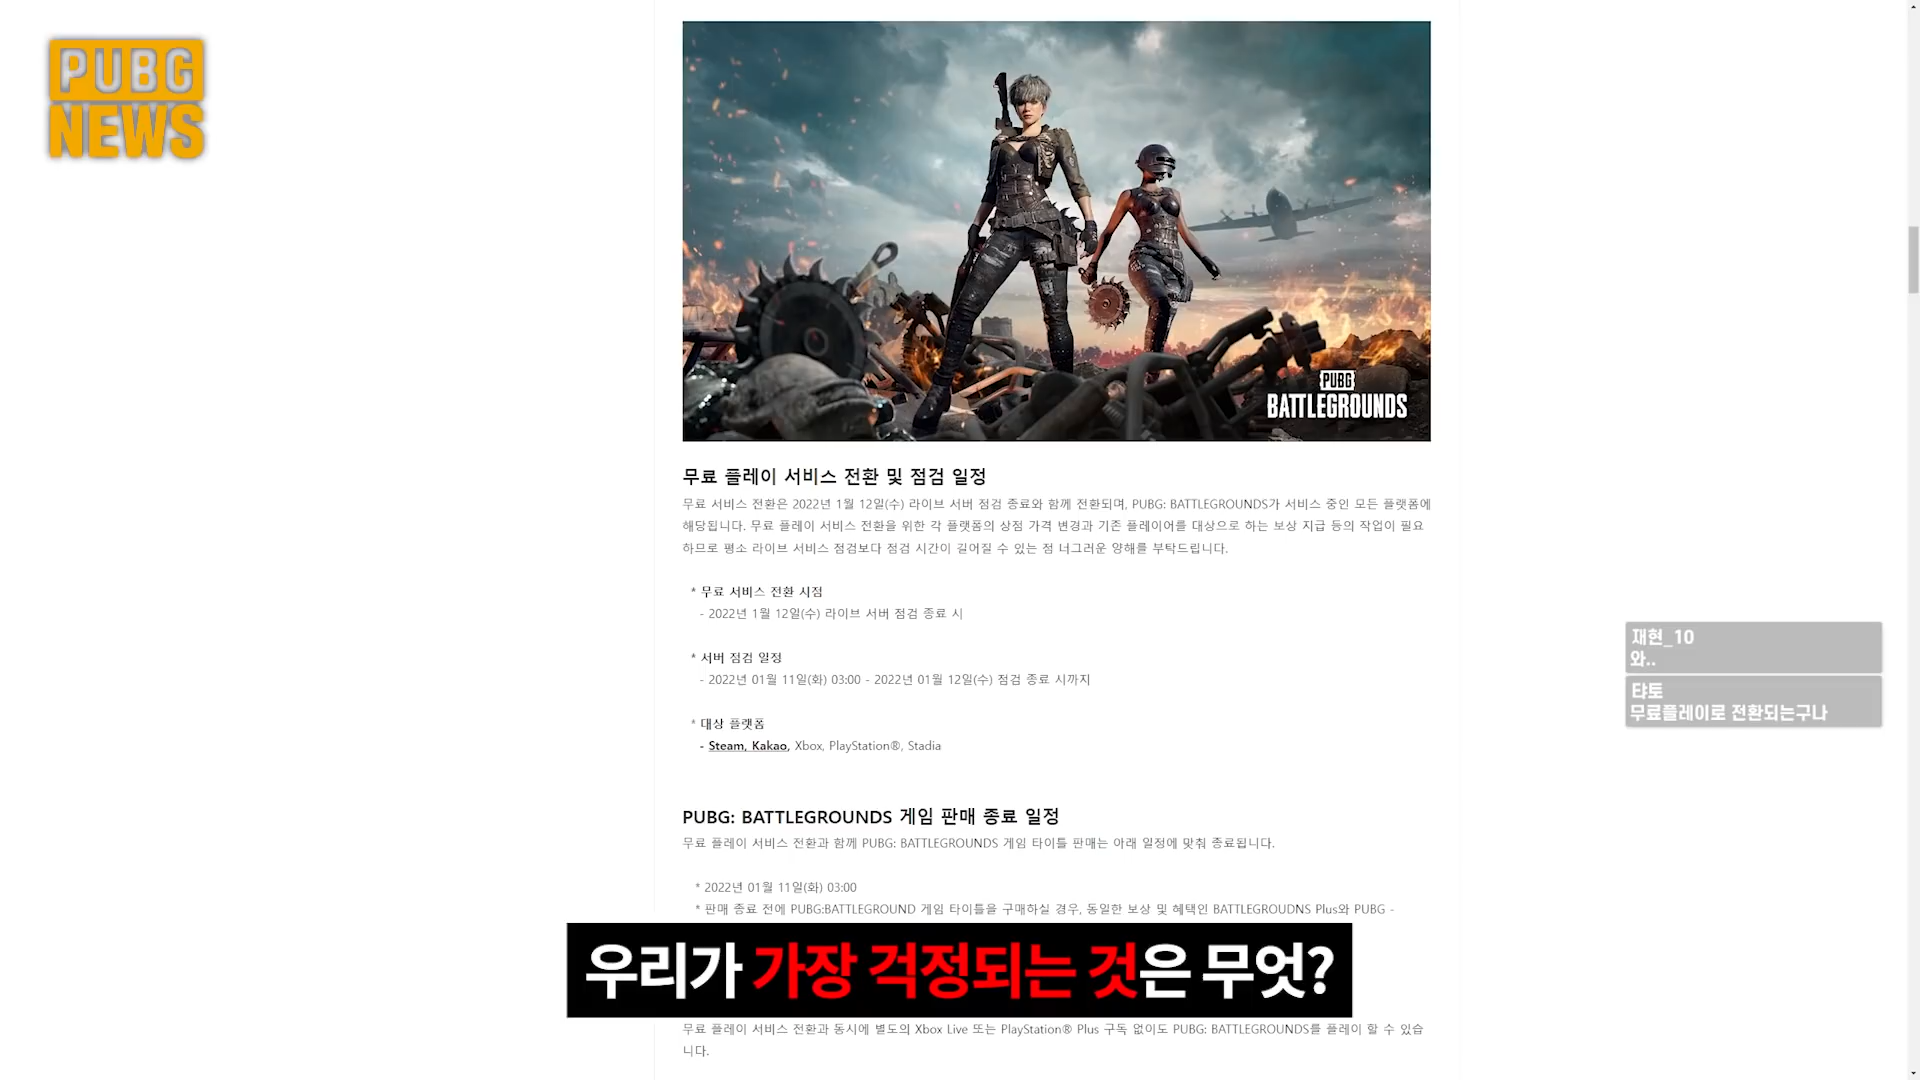 PUBG
NEWS
PUBG
BATTLEGROUNDS
무료 플레이 서비스 전환 및 점검 일정
무료 서비스 전환은 2022년 1월 12일(수) 라이브 서버 점검 종료와 함께 전환되며, PUBG: BATTLEGROUNDS가 서비스 중인 모든 플랫폼에
해당됩니다. 무료 플레이 서비스 전환을 위한 각 플랫폼의 상점 가격 변경과 기존 플레이어를 대상으로 하는 보상 지급 등의 작업이 필요
하므로 평소 라이브 서비스 점검보다 점검 시간이 길어질 수 있는 점 너그러운 양해를 부탁드립니다.
* 무료 서비스 전환 시점
- 2022년 1월 12일(수) 라이브 서버 점검 종료 시
* 서버 점검 일정
- 2022년 01월 11일(화) 03:00 - 2022년 01월 12일(수) 점검 종료 시까지
* 대상 플랫폼
- Steam, Kakao, Xbox, PlayStation®, Stadia
재현_10
와..
탸토
무료플레이로 전환되는구나
PUBG: BATTLEGROUNDS 게임 판매 종료 일정
무료 플레이 서비스 전환과 함께 PUBG: BATTLEGROUNDS 게임 타이틀 판매는 아래 일정에 맞춰 종료됩니다.
* 2022년 01월 11일(화) 03:00
* 판매 종료 전에 PUBG:BATTLEGROUND 게임 타이틀을 구매하실 경우, 동일한 보상 및 혜택인 BATTLEGROUDNS Plus와 PUBG -
우리가 가장 걱정되는 것은 무엇?
무료 플레이 서비스 전환과 동시에 별도의 Xbox Live 또는 PlayStation® Plus 구독 없이도 PUBG: BATTLEGROUNDS를 플레이 할 수 있습
니다.